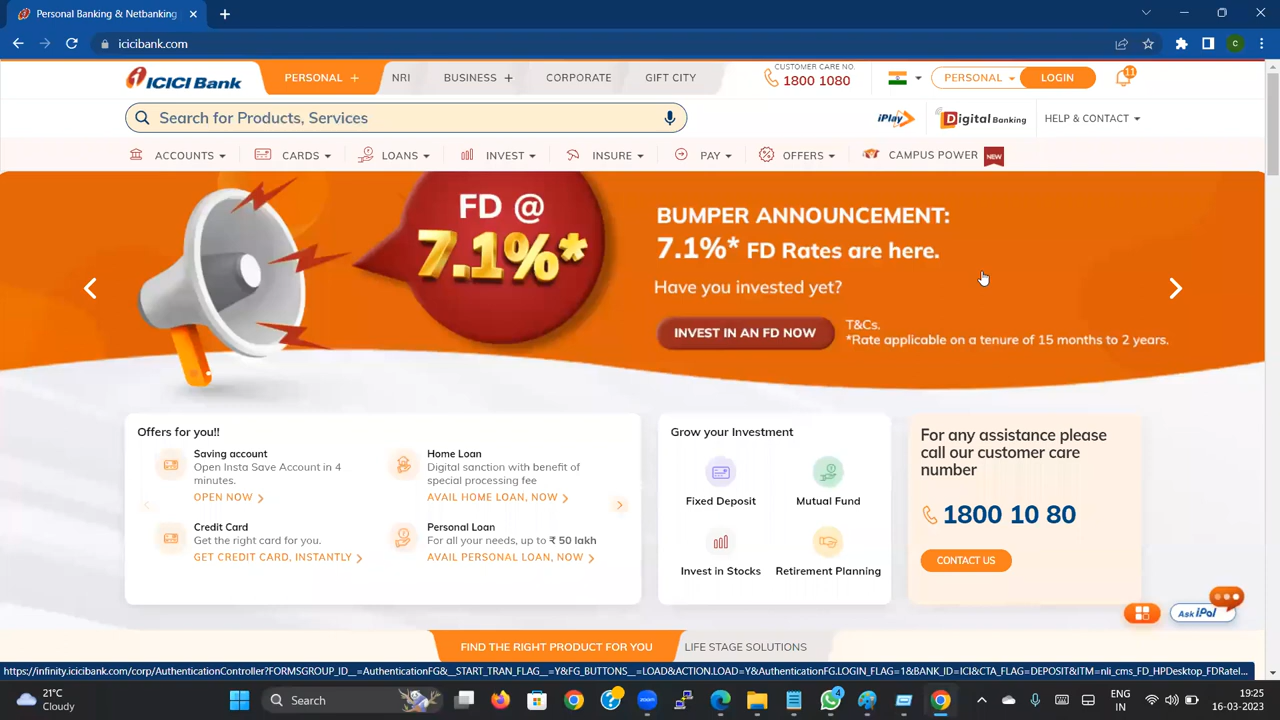 Personal Banking & Netbanking
icicibank.com
C
ICICI Bank
PERSONAL +
NRI
BUSINESS +
CORPORATE
GIFT CITY
CUSTOMER CARE NO.
1800 1080
PERSONAL
LOGIN
11
Search for Products, Services
iPlay
Digital Banking
HELP & CONTACT
ACCOUNTS
CARDS
LOANS
INVEST
INSURE
PAY
OFFERS
CAMPUS POWER
NEW
FD @
7.1%*
BUMPER ANNOUNCEMENT:
7.1%* FD Rates are here.
Have you invested yet?
INVEST IN AN FD NOW
T&Cs.
*Rate applicable on a tenure of 15 months to 2 years.
Offers for you!!
Saving account
Open Insta Save Account in 4
minutes.
OPEN NOW
Home Loan
Digital sanction with benefit of
special processing fee
AVAIL HOME LOAN, NOW
Credit Card
Get the right card for you.
GET CREDIT CARD, INSTANTLY
Personal Loan
For all your needs, up to ₹ 50 lakh
AVAIL PERSONAL LOAN, NOW
Grow your Investment
Fixed Deposit
Mutual Fund
Invest in Stocks
Retirement Planning
For any assistance please
call our customer care
number
1800 10 80
CONTACT US
Ask iPal
FIND THE RIGHT PRODUCT FOR YOU
LIFE STAGE SOLUTIONS
https://infinity.icicibank.com/corp/AuthenticationController?FORMSGROUP_ID__=AuthenticationFG&__START_TRAN_FLAG__=Y&FG_BUTTONS__=LOAD&ACTION.LOAD=Y&AuthenticationFG.LOGIN_FLAG=1&BANK_ID=ICI&CTA_FLAG=DEPOSIT&ITM=nli_cms_FD_HPDesktop_FDRatel...
21°C
Cloudy
Search
zoom
4
ENG
IN
19:25
16-03-2023